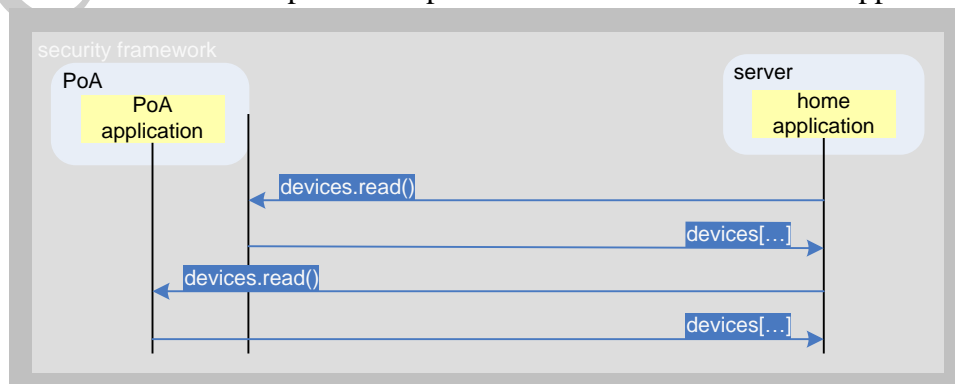 security framework
PoA
PoA
application
server
home
application
devices.read()
devices[…]
devices.read()
devices[…]